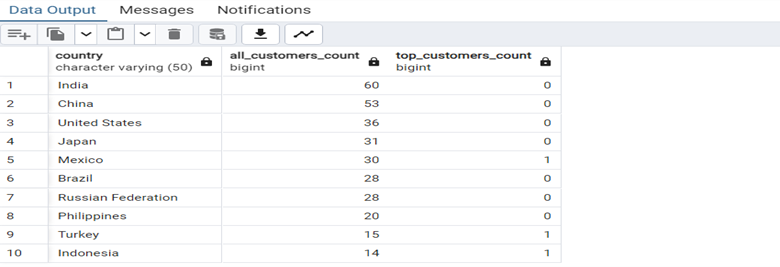 Data Output Messages Notifications
country all_customers_count top_customers_count
character varying (50) bigint bigint
1 India 60 0
2 China 53 0
3 United States 36 0
4 Japan 31 0
5 Mexico 30 1
6 Brazil 28 0
7 Russian Federation 28 0
8 Philippines 20 0
9 Turkey 15 1
10 Indonesia 14 1